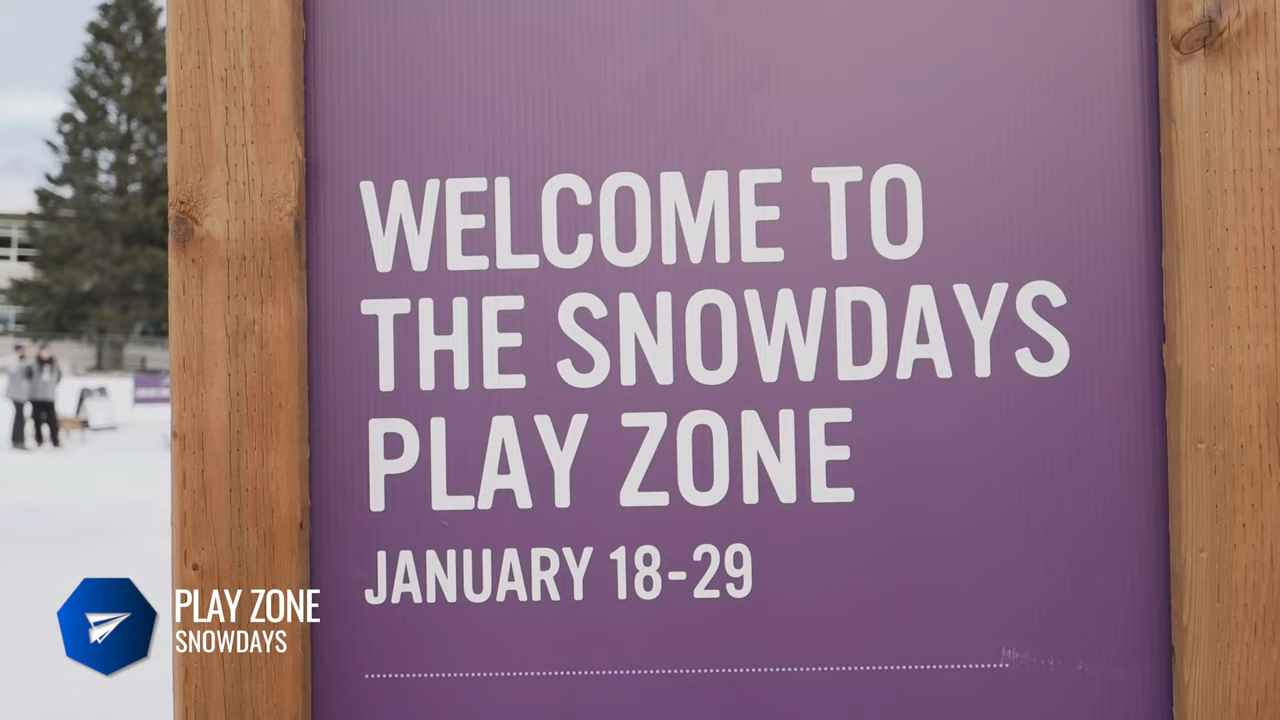 WELCOME TO
THE SNOWDAYS
PLAY ZONE
JANUARY 18-29
PLAY ZONE
SNOWDAYS